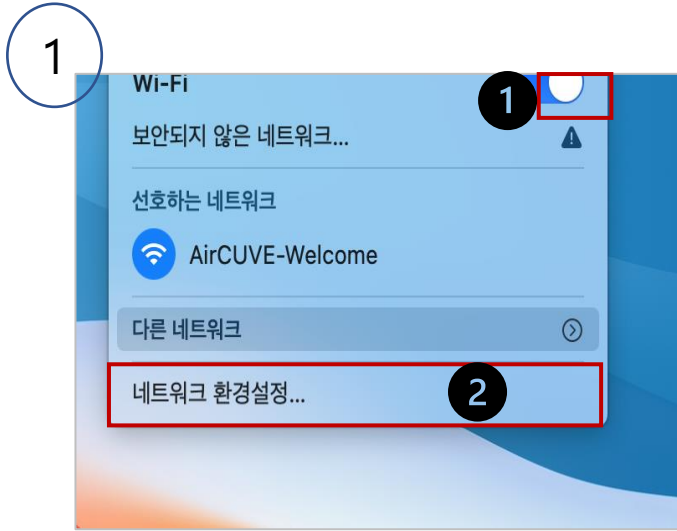 1
Wi-Fi
1
보안되지 않은 네트워크...
선호하는 네트워크
AirCUVE-Welcome
다른 네트워크
네트워크 환경설정...
2